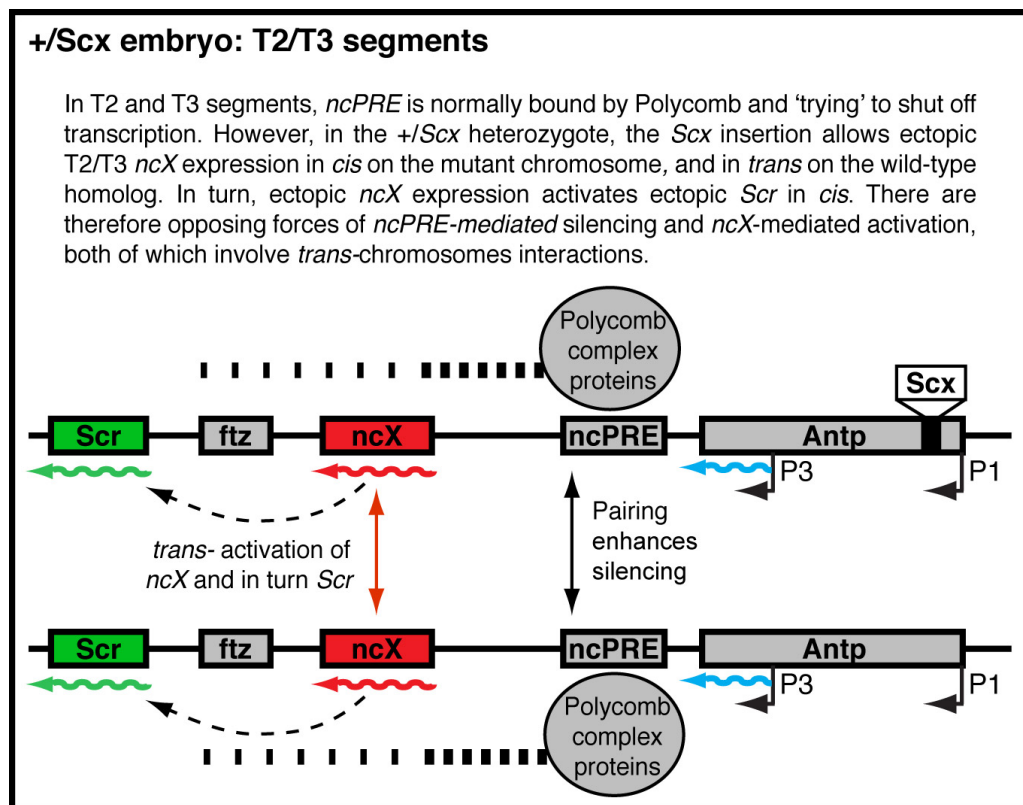 +/Scx embryo: T2/T3 segments
In T2 and T3 segments, ncPRE is normally bound by Polycomb and ‘trying’ to shut off
transcription. However, in the +/Scx heterozygote, the Scx insertion allows ectopic
T2/T3 ncX expression in cis on the mutant chromosome, and in trans on the wild-type
homolog. In turn, ectopic ncX expression activates ectopic Scr in cis. There are
therefore opposing forces of ncPRE-mediated silencing and ncX-mediated activation,
both of which involve trans-chromosomes interactions.
Polycomb
complex
proteins
Scx
Scr
ftz
ncX
ncPRE
Antp
P3
P1
trans- activation of
ncX and in turn Scr
Pairing
enhances
silencing
Scr
ftz
ncX
ncPRE
Antp
P3
P1
Polycomb
complex
proteins